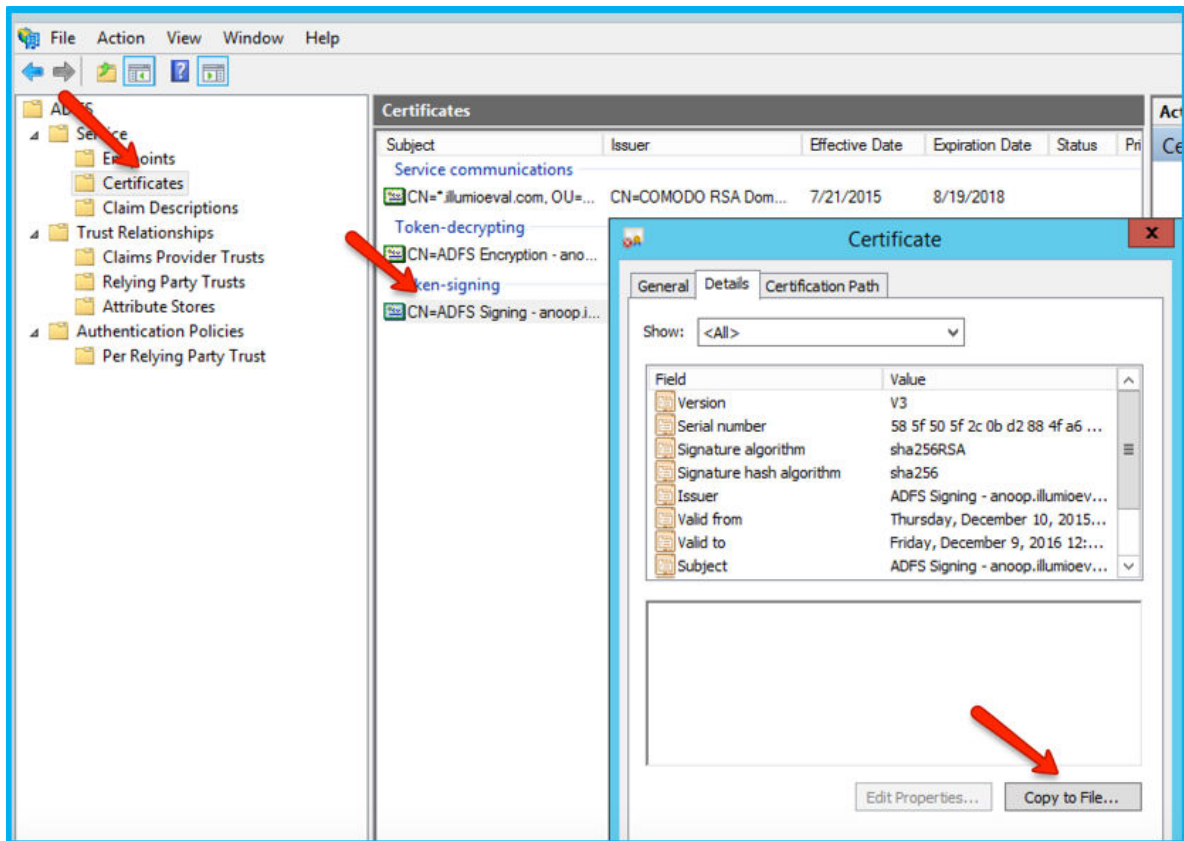 File Action View Window Help
Certificates
Subject Issuer Effective Date Expiration Date Status
Service communications
CN=*.illumioeval.com, OU=... CN=COMODO RSA Dom... 7/21/2015 8/19/2018
Token-decrypting
CN=ADFS Encryption - ano...
ken-signing
CN=ADFS Signing - anoop.i...
Service
Endpoints
Certificates
Claim Descriptions
Trust Relationships
Claims Provider Trusts
Relying Party Trusts
Attribute Stores
Authentication Policies
Per Relying Party Trust
Certificate
General Details Certification Path
Show: <All>
Field Value
Version V3
Serial number 58 5f 50 5f 2c 0b d2 88 4f a6 ...
Signature algorithm sha256RSA
Signature hash algorithm sha256
Issuer ADFS Signing - anoop.illumioev...
Valid from Thursday, December 10, 2015...
Valid to Friday, December 9, 2016 12:...
Subject ADFS Signing - anoop.illumioev...
Edit Properties... Copy to File...